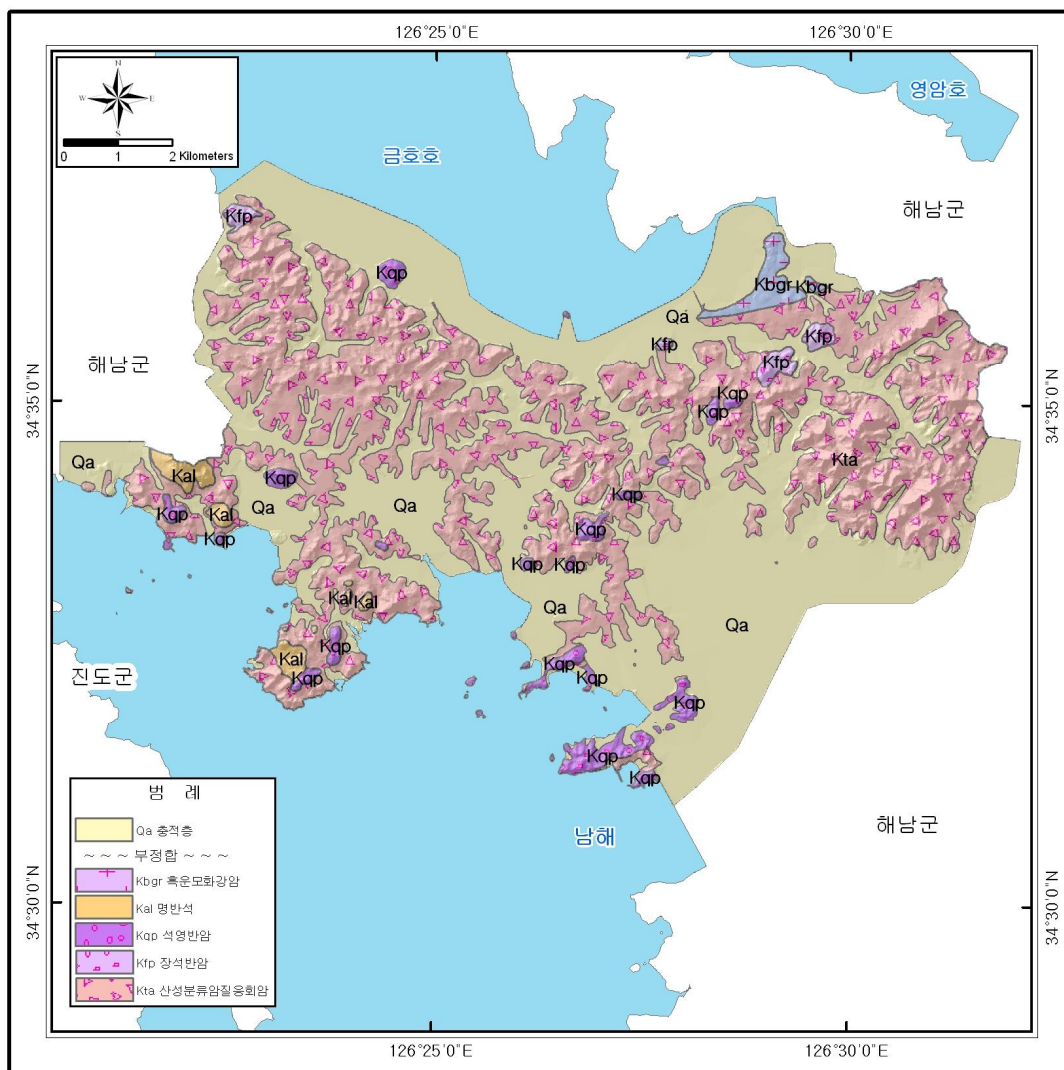 126°25'0"E
126°30'0"E
N
W
E
S
0 1 2 Kilometers
영암호
금호호
해남군
Kfp
Kqp
Kbgr
Kbgr
Qa
Kfp
Kfp
Kfp
해남군
34°35'0"N
34°35'0"N
Kqp
Kqp
Qa
Kal
Kqp
Kta
Kqp
Kqp
Kal
Qa
Qa
Kqp
Kqp
Kqp
Kqp
Kal
Kal
Qa
Qa
Kqp
Kal
Kqp
Kqp
Kqp
진도군
Kqp
Kqp
Kqp
범 례
Qa 충적층
~ ~ ~ 부정합 ~ ~ ~
Kbgr 흑운모화강암
Kal 명반석
Kqp 석영반암
Kfp 장석반암
Kta 산성분류암질응회암
남해
해남군
34°30'0"N
34°30'0"N
126°25'0"E
126°30'0"E